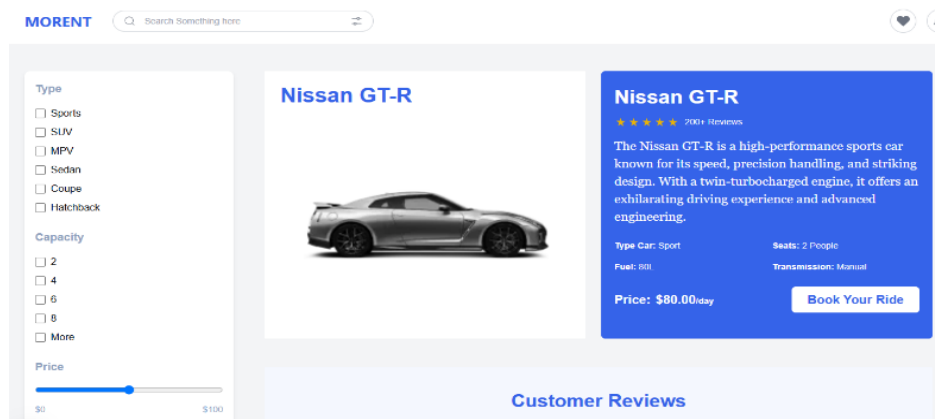 MORENT
Search Something here
Type
Sports
SUV
MPV
Sedan
Coupe
Hatchback
Capacity
2
4
6
8
More
Price
$0 $100
Nissan GT-R
Nissan GT-R
200+ Reviews
The Nissan GT-R is a high-performance sports car
known for its speed, precision handling, and striking
design. With a twin-turbocharged engine, it offers an
exhilarating driving experience and advanced
engineering.
Type Car: Sport Seats: 2 People
Fuel: 80L Transmission: Manual
Price: $80.00/day Book Your Ride
Customer Reviews